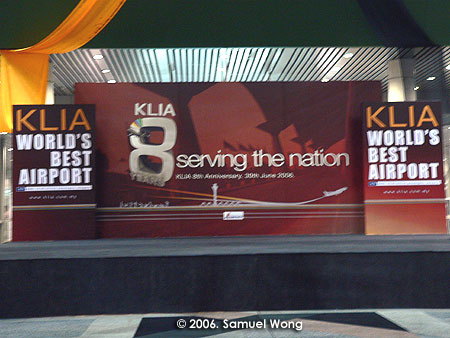 KLIA
WORLD'S
BEST
AIRPORT
KLIA
8
YEARS
serving the nation
KLIA 8th Anniversary. 30th June 2006.
KLIA
WORLD'S
BEST
AIRPORT
© 2006. Samuel Wong